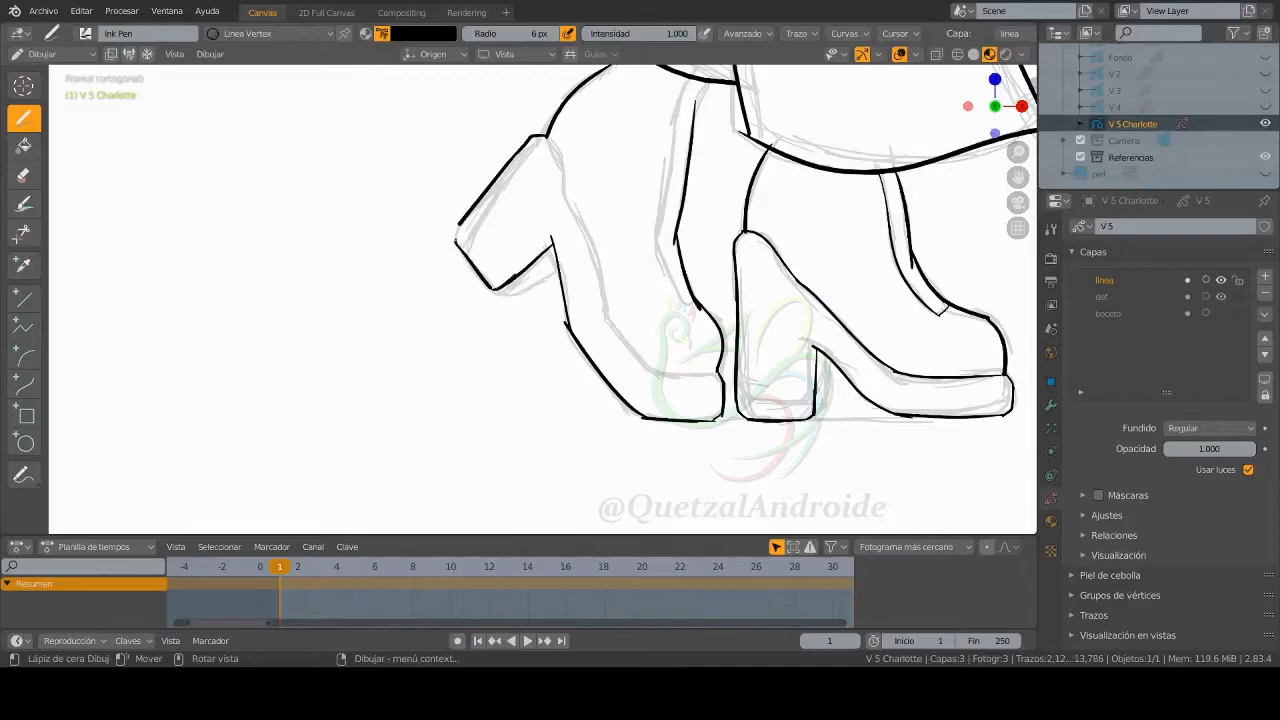 Archivo Editar Procesar Ventana Ayuda Canvas 2D Full Canvas Compositing Rendering Scene View Layer
Ink Pen Linea Vertex Radio 6 px Intensidad 1.000 Avanzado Trazo Curvas Cursor Capa: linea
Dibujar Vista Dibujar Origen Vista Guías
Frontal (ortogonal)
(1) V 5 Charlotte
Fondo
V 2
V 3
V 4
V 5 Charlotte
Camera
Referencias
piel
V 5 Charlotte V 5
V 5
Capas
linea
def
boceto
Fundido Regular
Opacidad 1.000
Usar luces
Máscaras
Ajustes
Relaciones
Visualización
Piel de cebolla
Grupos de vértices
Trazos
Visualización en vistas
@QuetzalAndroide
Planilla de tiempos Vista Seleccionar Marcador Canal Clave Fotograma más cercano
-4 -2 0 1 2 4 6 8 10 12 14 16 18 20 22 24 26 28 30
Resumen
Reproducción Claves Vista Marcador 1 Inicio 1 Fin 250
Lápiz de cera Dibuj Mover Rotar vista Dibujar - menú context... V 5 Charlotte | Capas:3 | Fotogr:3 | Trazos:2,12...:13,786 | Objetos:1/1 | Mem: 119.6 MiB | 2.83.4